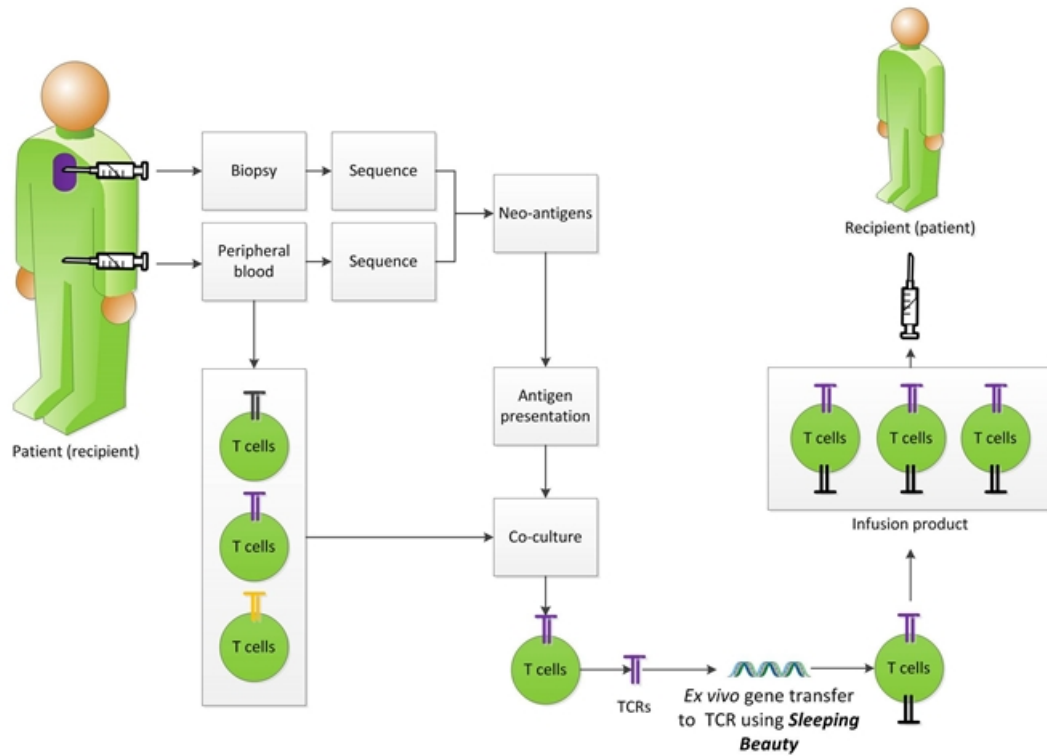 Patient (recipient)
Biopsy
Sequence
Peripheral
blood
Sequence
Neo-antigens
Antigen
presentation
Co-culture
T cells
T cells
T cells
T cells
TCRs
Ex vivo gene transfer
to TCR using Sleeping
Beauty
T cells
T cells
T cells
T cells
Infusion product
Recipient (patient)